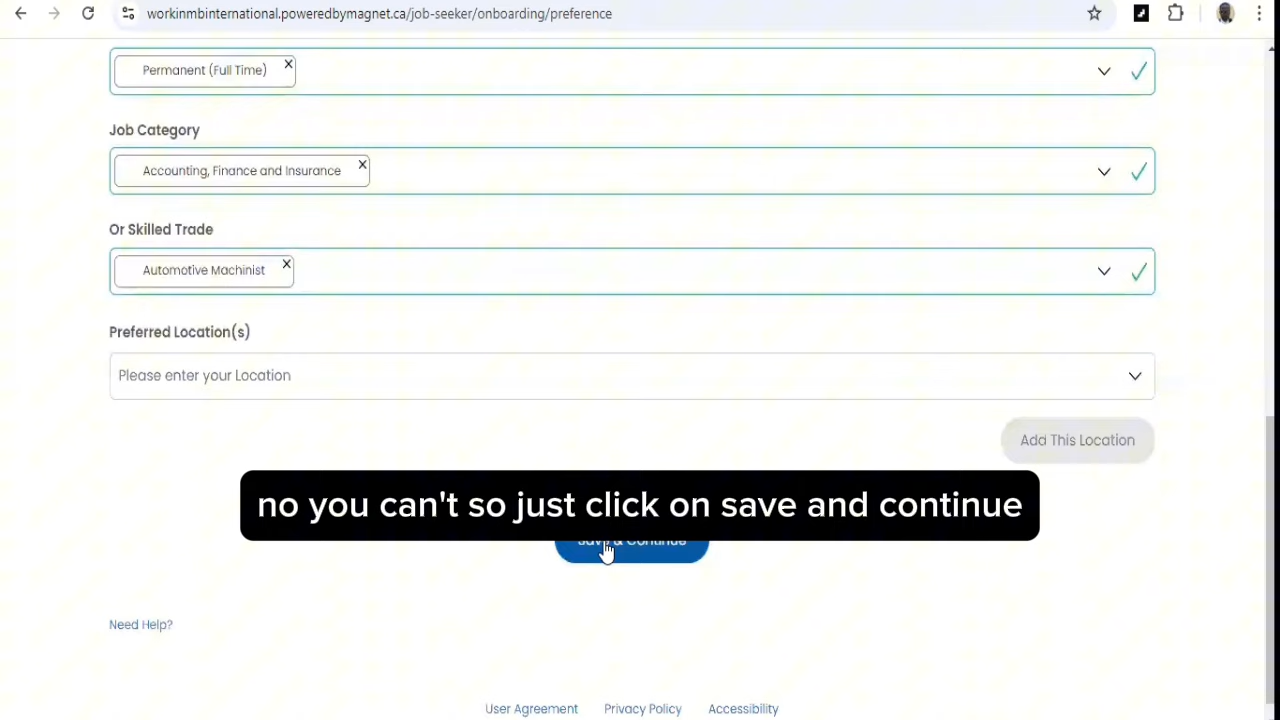 workinmbinternational.poweredbymagnet.ca/job-seeker/onboarding/preference
Permanent (Full Time)
Job Category
Accounting, Finance and Insurance
Or Skilled Trade
Automotive Machinist
Preferred Location(s)
Please enter your Location
Add This Location
no you can't so just click on save and continue
Save & Continue
Need Help?
User Agreement Privacy Policy Accessibility